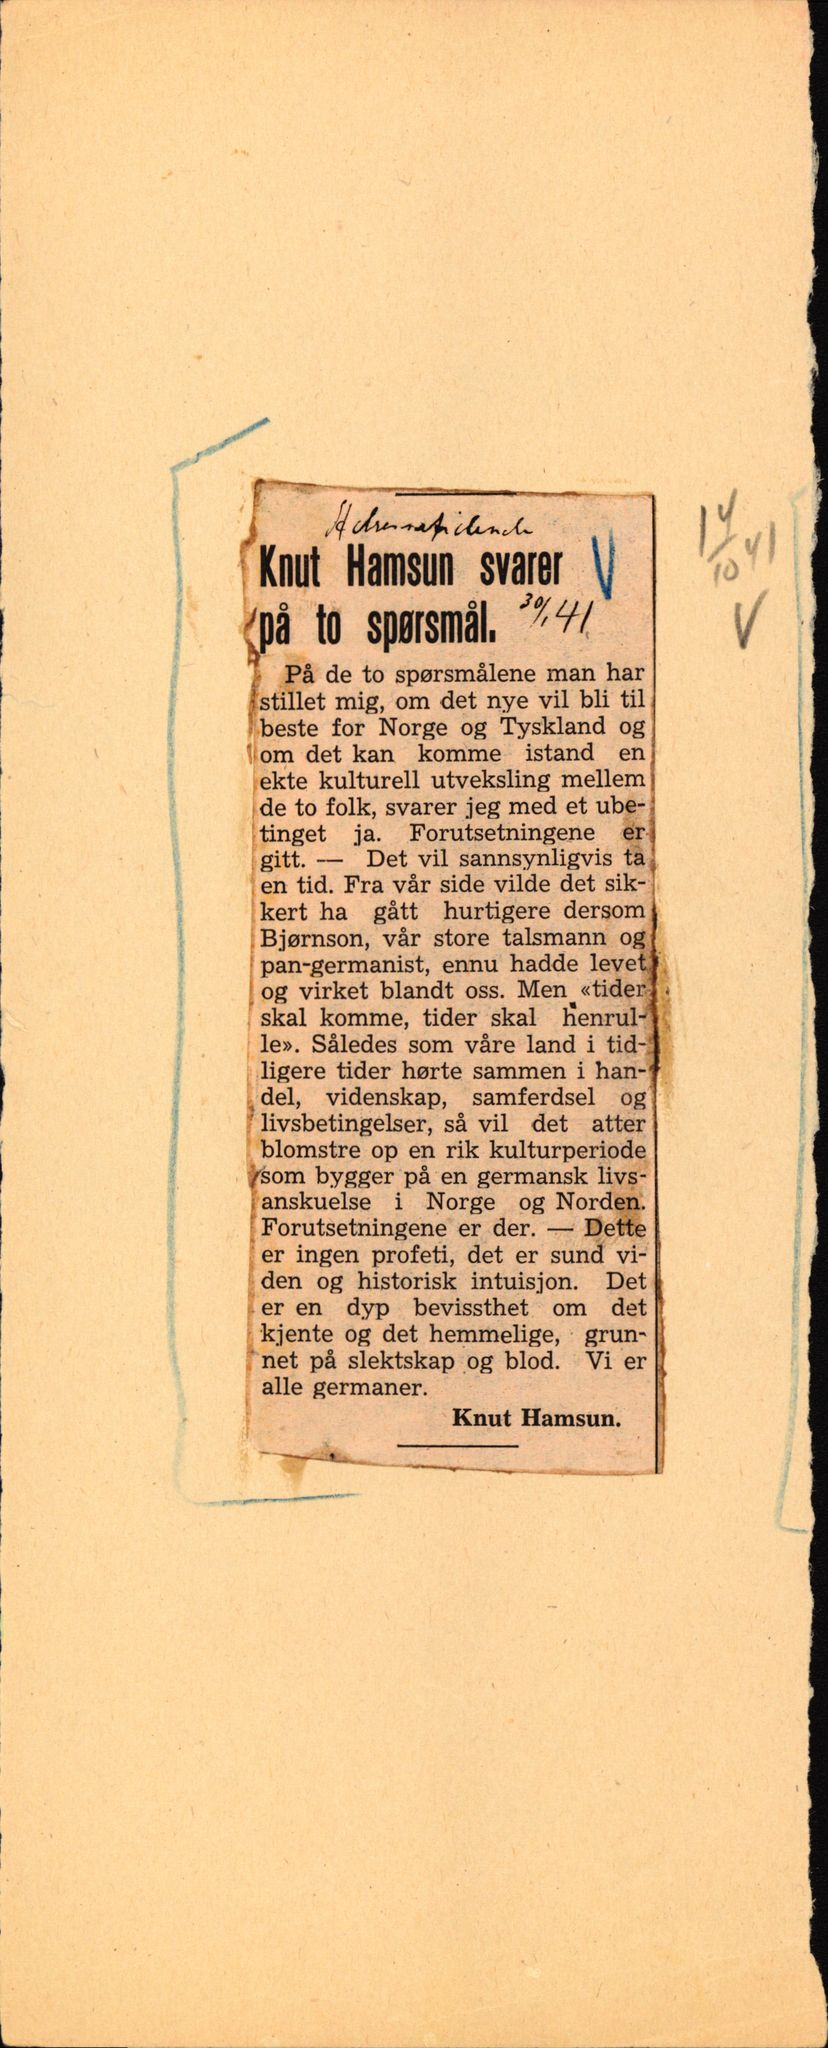 Knut Hamsun svarer V
på to spørsmål. 30/1 41
14/10 41
V
På de to spørsmålene man har
stillet mig, om det nye vil bli til
beste for Norge og Tyskland og
om det kan komme istand en
ekte kulturell utveksling mellem
de to folk, svarer jeg med et ube-
tinget ja. Forutsetningene er
gitt. — Det vil sannsynligvis ta
en tid. Fra vår side vilde det sik-
kert ha gått hurtigere dersom
Bjørnson, vår store talsmann og
pan-germanist, ennu hadde levet
og virket blandt oss. Men «tider
skal komme, tider skal henrul-
le». Således som våre land i tid-
ligere tider hørte sammen i han-
del, videnskap, samferdsel og
livsbetingelser, så vil det atter
blomstre op en rik kulturperiode
som bygger på en germansk livs-
anskuelse i Norge og Norden.
Forutsetningene er der. — Dette
er ingen profeti, det er sund vi-
den og historisk intuisjon. Det
er en dyp bevissthet om det
kjente og det hemmelige, grun-
net på slektskap og blod. Vi er
alle germaner.
Knut Hamsun.